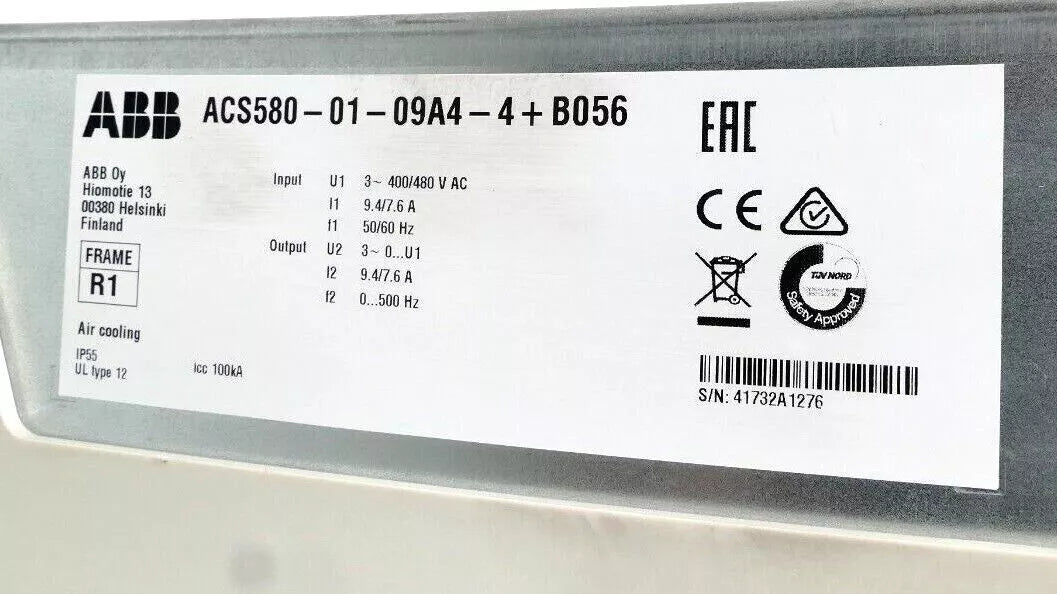 ABB
ACS580-01-09A4-4+B056
ABB Oy
Hiomotie 13
00380 Helsinki
Finland
FRAME
R1
Air cooling
IP55
UL type 12
Icc 100kA
Input U1 3~ 400/480 V AC
I1 9.4/7.6 A
f1 50/60 Hz
Output U2 3~ 0...U1
I2 9.4/7.6 A
f2 0...500 Hz
EAC
CE
TÜV NORD
Safety Approved
S/N: 41732A1276